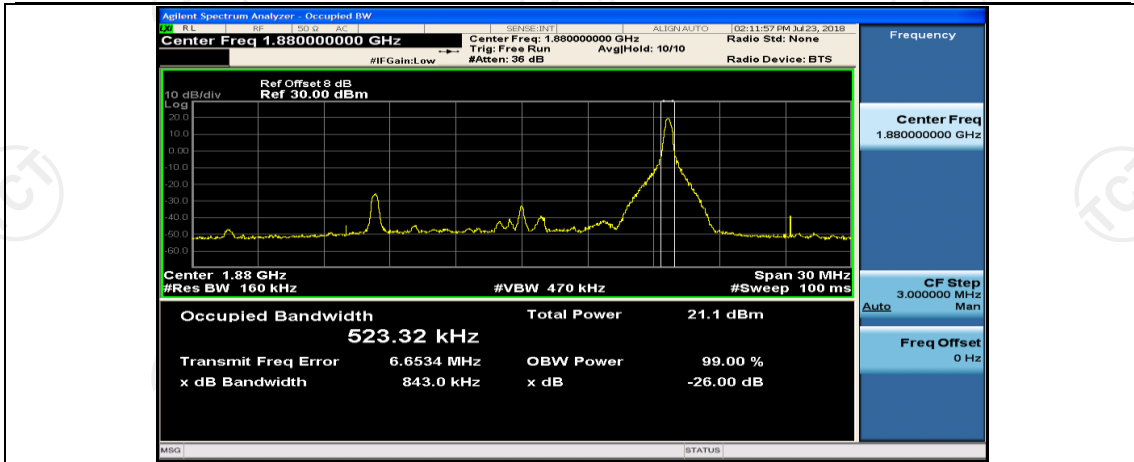 Agilent Spectrum Analyzer - Occupied BW
LXI RL RF 50 Ω AC SENSE:INT ALIGN AUTO 02:11:57 PM Jul 23, 2018
Center Freq 1.880000000 GHz
Center Freq: 1.880000000 GHz
Radio Std: None
Trig: Free Run Avg|Hold: 10/10
#IFGain:Low
#Atten: 36 dB
Radio Device: BTS
Ref Offset 8 dB
10 dB/div Ref 30.00 dBm
Log
20.0
10.0
0.00
-10.0
-20.0
-30.0
-40.0
-50.0
-60.0
Center 1.88 GHz Span 30 MHz
#Res BW 160 kHz #VBW 470 kHz #Sweep 100 ms
Occupied Bandwidth Total Power 21.1 dBm
523.32 kHz
Transmit Freq Error 6.6534 MHz OBW Power 99.00 %
x dB Bandwidth 843.0 kHz x dB -26.00 dB
MSG STATUS
Frequency
Center Freq
1.880000000 GHz
CF Step
3.000000 MHz
Auto Man
Freq Offset
0 Hz
TCT
TCT